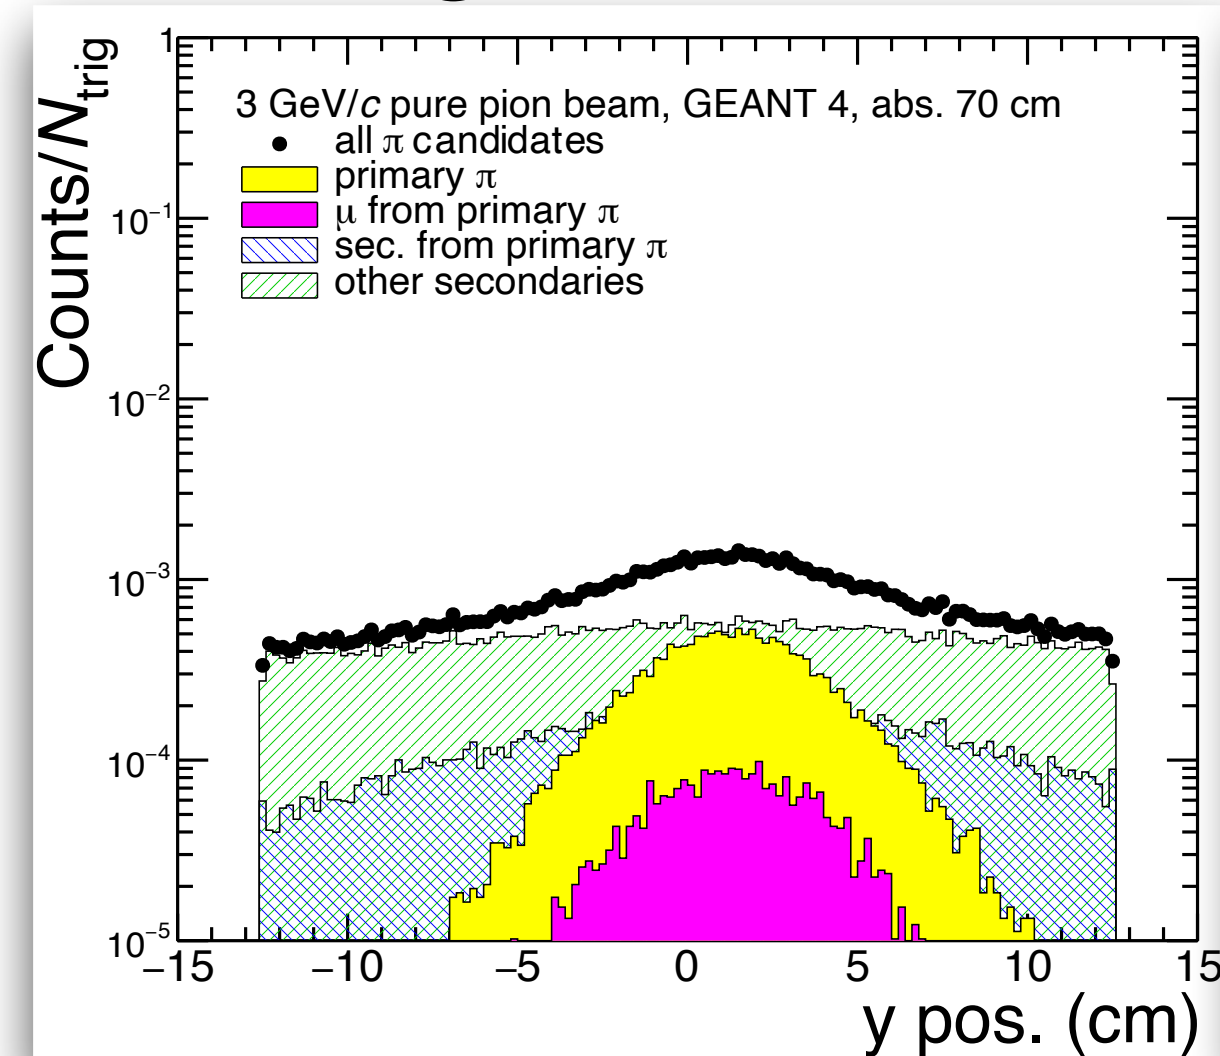 Counts/N_trig
3 GeV/c pure pion beam, GEANT 4, abs. 70 cm
all π candidates
primary π
μ from primary π
sec. from primary π
other secondaries
1
10⁻¹
10⁻²
10⁻³
10⁻⁴
10⁻⁵
−15 −10 −5 0 5 10 15
y pos. (cm)